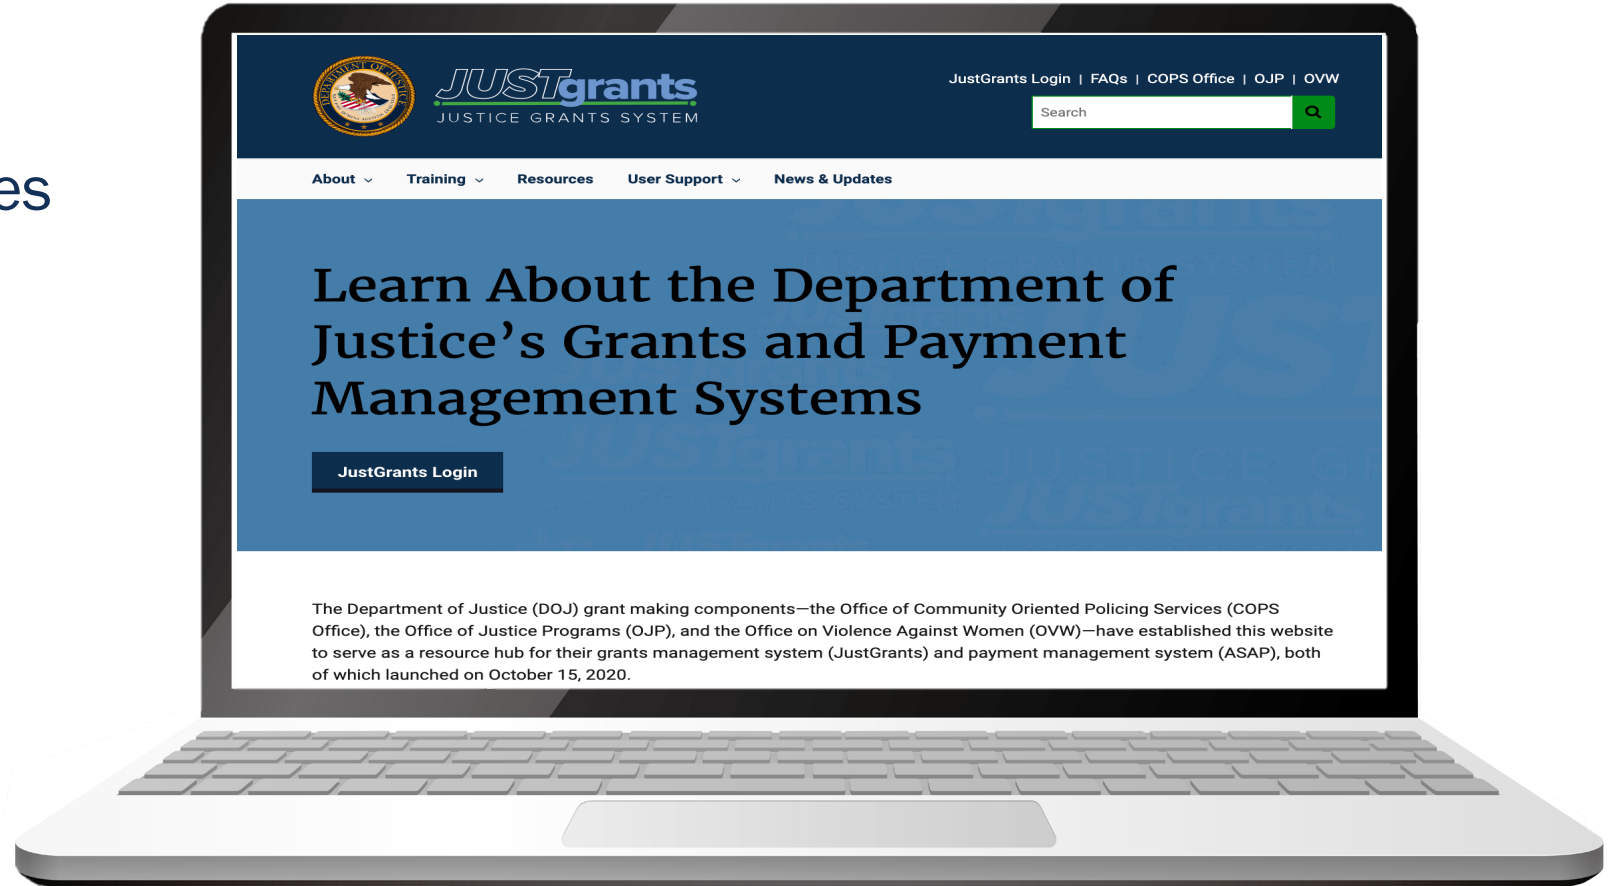 es
DEPARTMENT OF JUSTICE
JUSTgrants
JUSTICE GRANTS SYSTEM
JustGrants Login | FAQs | COPS Office | OJP | OVW
Search
About Training Resources User Support News & Updates
Learn About the Department of
Justice’s Grants and Payment
Management Systems
JustGrants Login
The Department of Justice (DOJ) grant making components—the Office of Community Oriented Policing Services (COPS
Office), the Office of Justice Programs (OJP), and the Office on Violence Against Women (OVW)—have established this website
to serve as a resource hub for their grants management system (JustGrants) and payment management system (ASAP), both
of which launched on October 15, 2020.